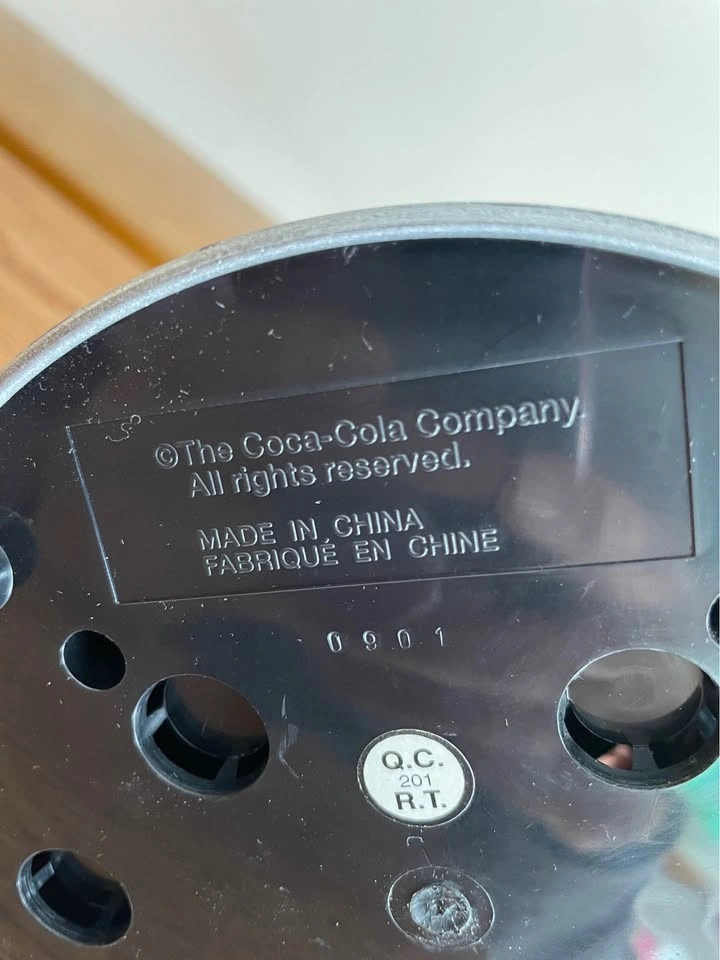 ©The Coca-Cola Company.
All rights reserved.
MADE IN CHINA
FABRIQUÉ EN CHINE
0901
Q.C.
201
R.T.